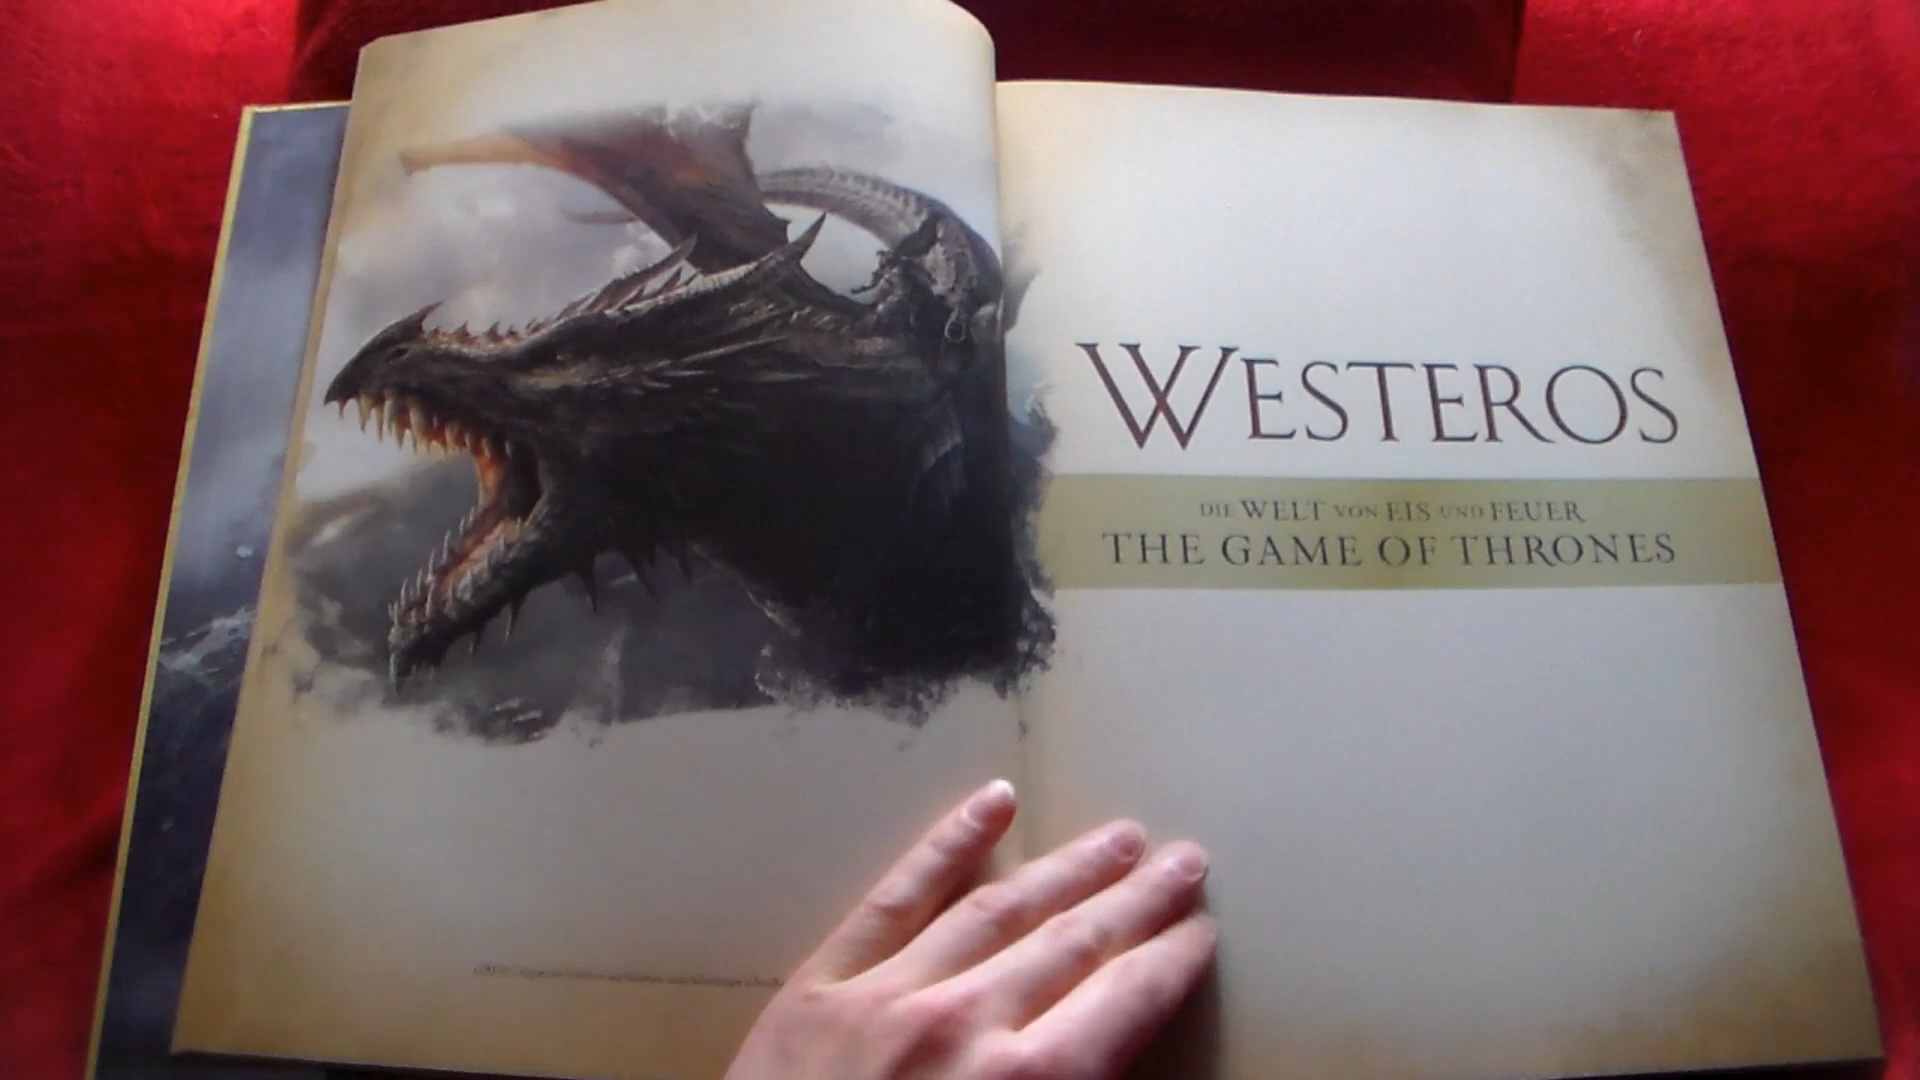 WESTEROS
DIE WELT VON EIS UND FEUER
THE GAME OF THRONES